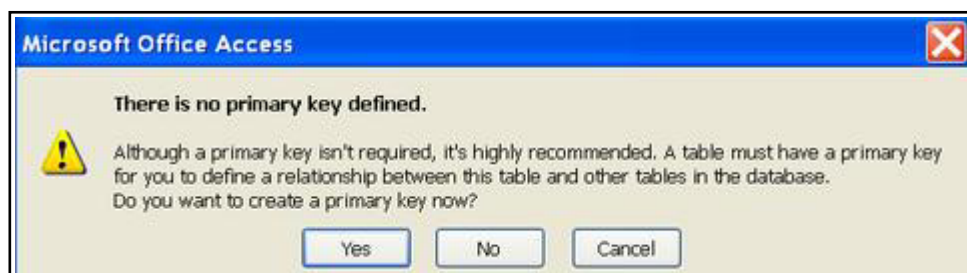 Microsoft Office Access
There is no primary key defined.
Although a primary key isn't required, it's highly recommended. A table must have a primary key
for you to define a relationship between this table and other tables in the database.
Do you want to create a primary key now?
Yes No Cancel